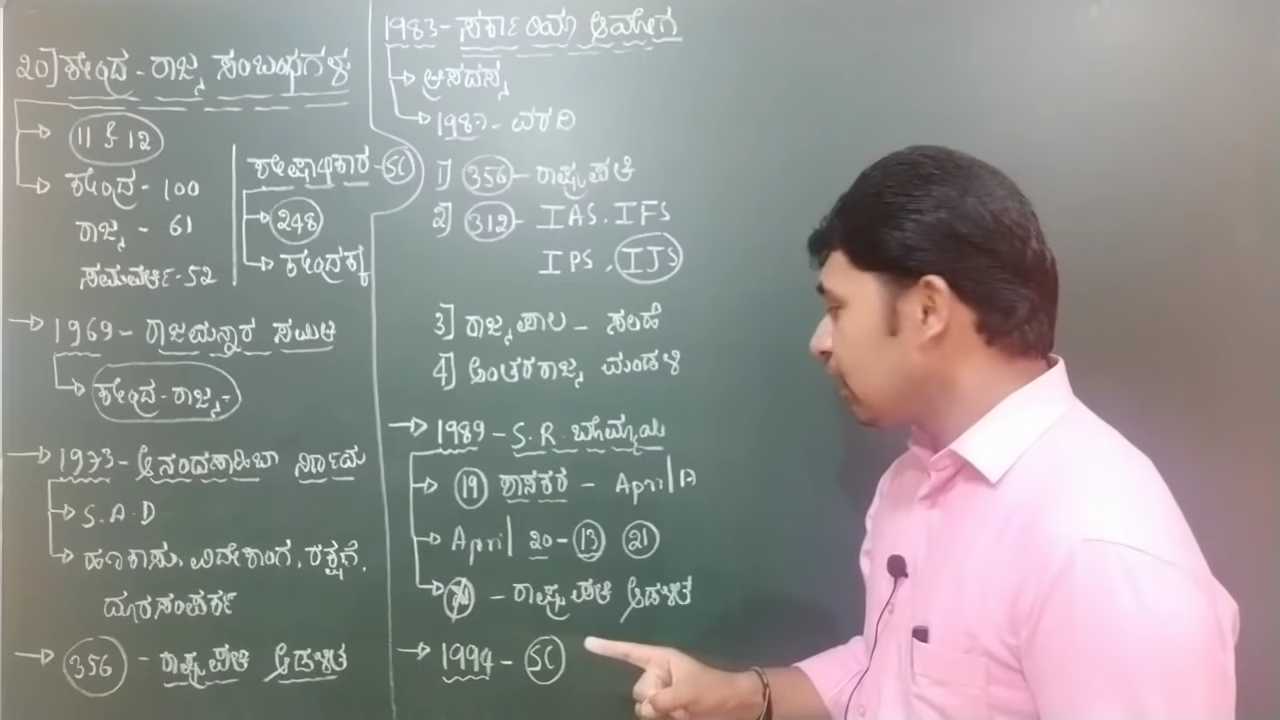 20] ಕೇಂದ್ರ - ರಾಜ್ಯ ಸಂಬಂಧಗಳು
11 & 12
ಕೇಂದ್ರ - 100
ರಾಜ್ಯ - 61
ಸಮವರ್ತಿ - 52
ಶೇಷಾಧಿಕಾರ - SC
248
ಕೇಂದ್ರಕ್ಕೆ
1969 - ರಾಜಮನ್ನಾರ ಸಮಿತಿ
ಕೇಂದ್ರ - ರಾಜ್ಯ -
1973 - ಆನಂದಸಾಹಿಬಾ ನಿರ್ಣಯ
S.A.D
ಹಣಕಾಸು, ವಿದೇಶಾಂಗ, ರಕ್ಷಣೆ,
ದೂರಸಂಪರ್ಕ
356 - ರಾಷ್ಟ್ರಪತಿ ಆಡಳಿತ
1983 - ಸರ್ಕಾರಿಯಾ ಆಯೋಗ
ತ್ರಿಸದಸ್ಯ
1987 - ವರದಿ
1] 356 - ರಾಷ್ಟ್ರಪತಿ
2] 312 - IAS. IFS
IPS, IJS
3] ರಾಜ್ಯಪಾಲ - ಸಲಹೆ
4] ಅಂತರರಾಜ್ಯ ಮಂಡಳಿ
1989 - S.R. ಬೊಮ್ಮಾಯಿ
19 ಶಾಸಕರ - April
April 20 - 13 21
- ರಾಷ್ಟ್ರಪತಿ ಆಡಳಿತ
1994 - SC